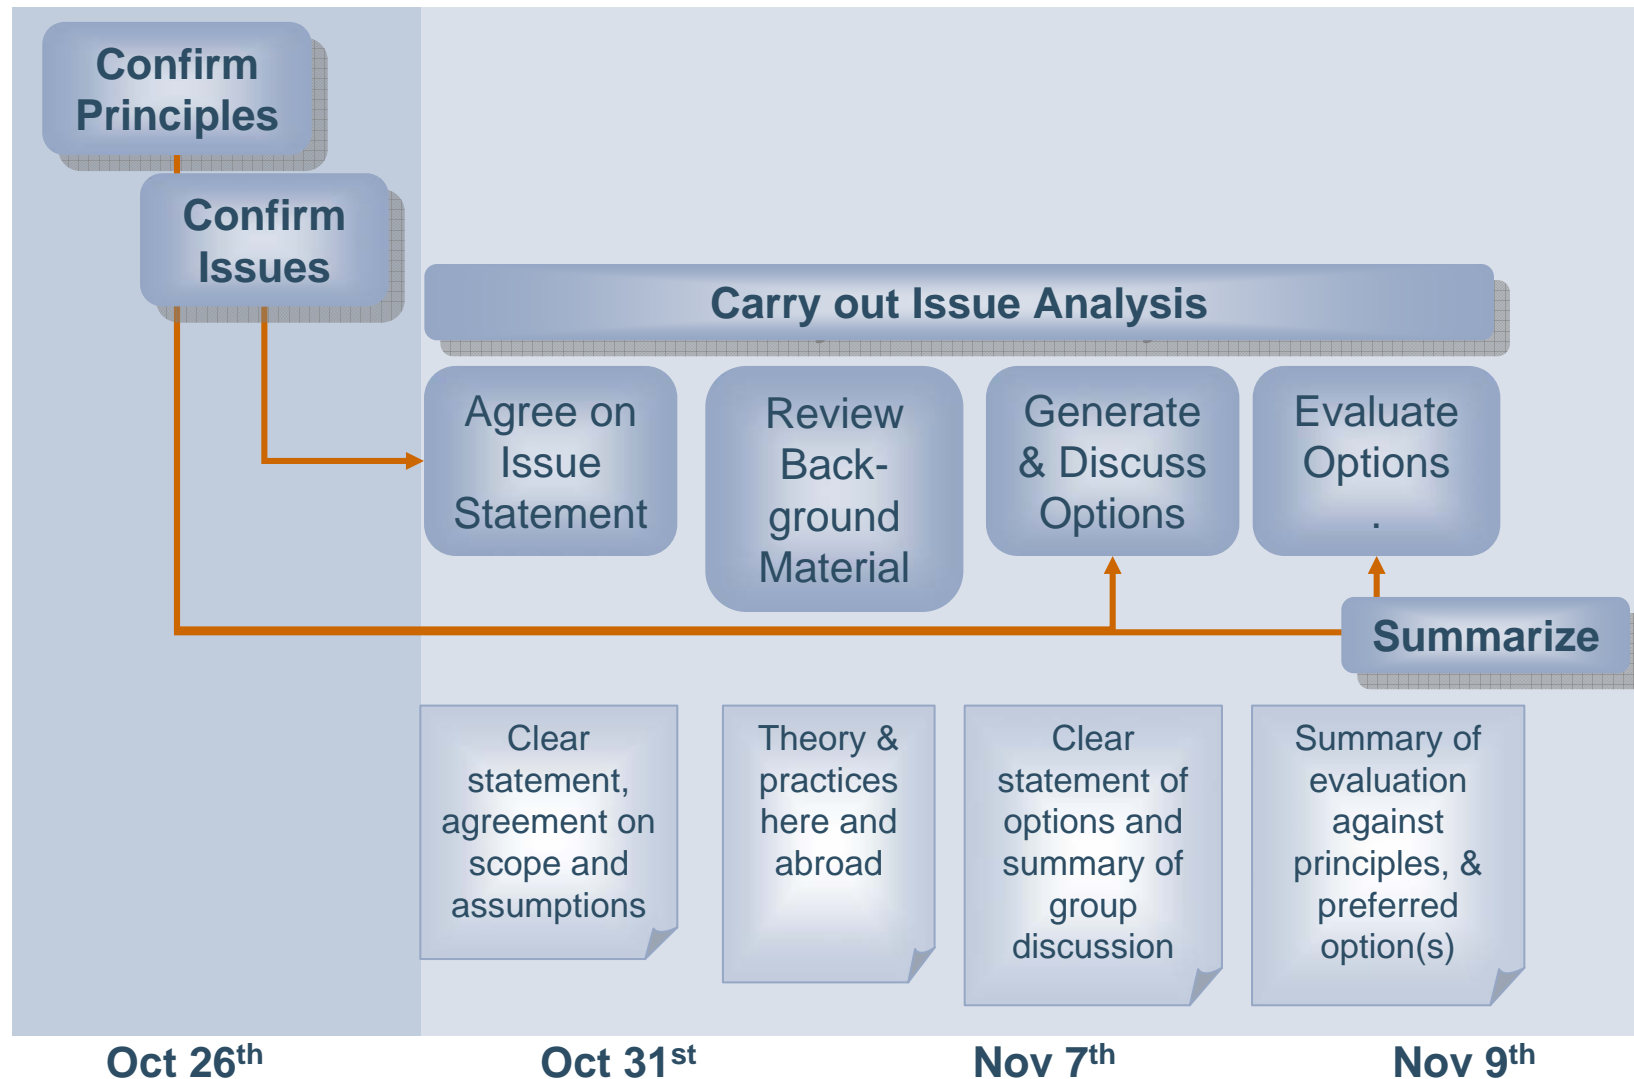 Confirm
Principles
Confirm
Issues
Carry out Issue Analysis
Agree on
Issue
Statement
Review
Back-
ground
Material
Generate
& Discuss
Options
Evaluate
Options
.
Summarize
Clear
statement,
agreement on
scope and
assumptions
Theory &
practices
here and
abroad
Clear
statement of
options and
summary of
group
discussion
Summary of
evaluation
against
principles, &
preferred
option(s)
Oct 26th
Oct 31st
Nov 7th
Nov 9th